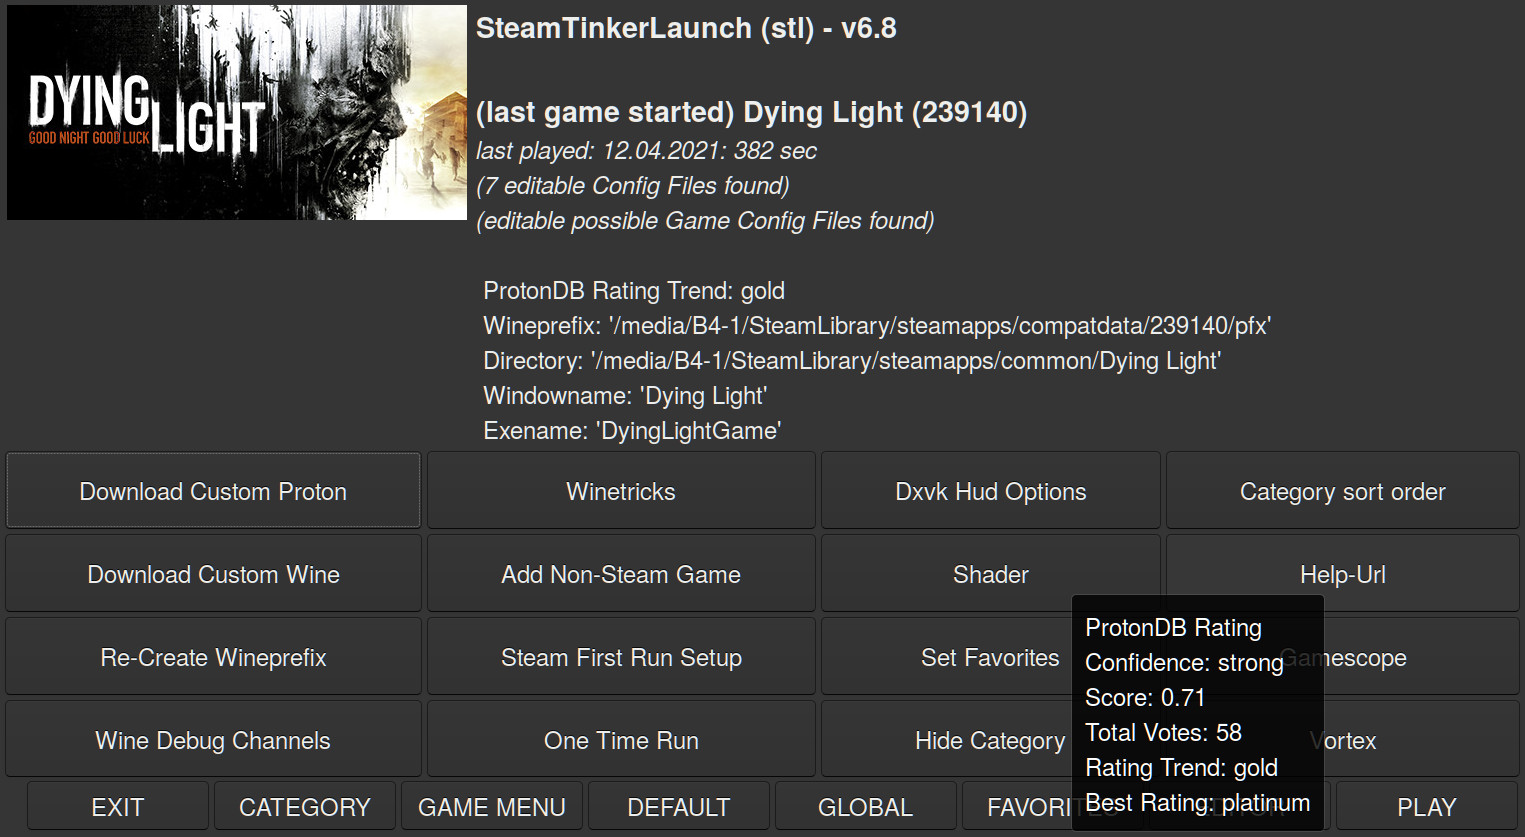 DYING
LIGHT
GOOD NIGHT GOOD LUCK
SteamTinkerLaunch (stl) - v6.8
(last game started) Dying Light (239140)
last played: 12.04.2021: 382 sec
(7 editable Config Files found)
(editable possible Game Config Files found)
ProtonDB Rating Trend: gold
Wineprefix: '/media/B4-1/SteamLibrary/steamapps/compatdata/239140/pfx'
Directory: '/media/B4-1/SteamLibrary/steamapps/common/Dying Light'
Windowname: 'Dying Light'
Exename: 'DyingLightGame'
Download Custom Proton
Winetricks
Dxvk Hud Options
Category sort order
Download Custom Wine
Add Non-Steam Game
Shader
Help-Url
Re-Create Wineprefix
Steam First Run Setup
Set Favorites
Gamescope
Wine Debug Channels
One Time Run
Hide Category
Vortex
ProtonDB Rating
Confidence: strong
Score: 0.71
Total Votes: 58
Rating Trend: gold
Best Rating: platinum
EXIT
CATEGORY
GAME MENU
DEFAULT
GLOBAL
FAVORITES
EDITOR
PLAY